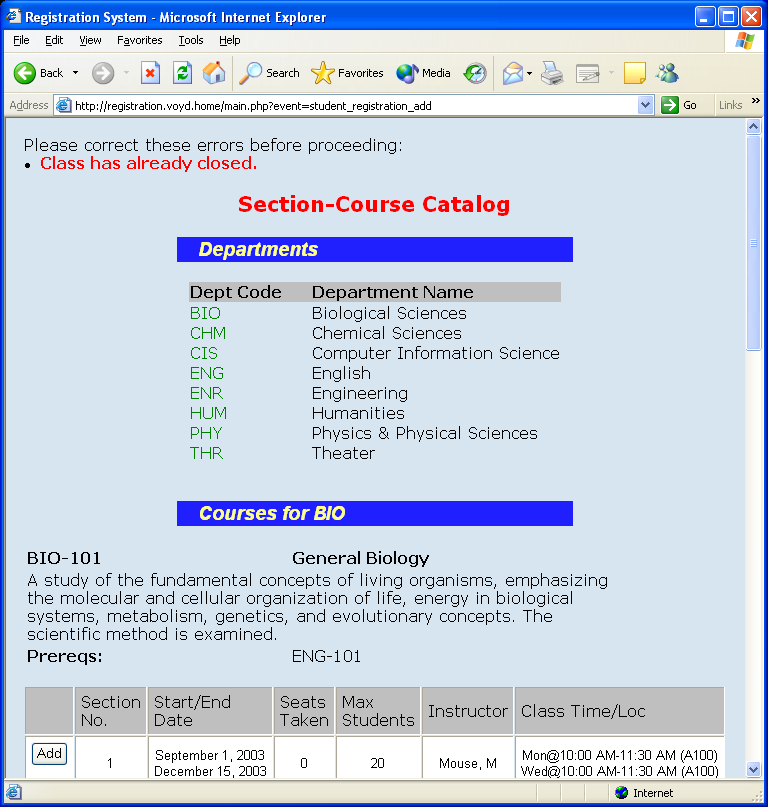 Registration System - Microsoft Internet Explorer
File Edit View Favorites Tools Help
Back Search Favorites Media
Address http://registration.voyd.home/main.php?event=student_registration_add Go Links »
Please correct these errors before proceeding:
• Class has already closed.
Section-Course Catalog
Departments
Dept Code Department Name
BIO Biological Sciences
CHM Chemical Sciences
CIS Computer Information Science
ENG English
ENR Engineering
HUM Humanities
PHY Physics & Physical Sciences
THR Theater
Courses for BIO
BIO-101 General Biology
A study of the fundamental concepts of living organisms, emphasizing
the molecular and cellular organization of life, energy in biological
systems, metabolism, genetics, and evolutionary concepts. The
scientific method is examined.
Prereqs: ENG-101
Section No. Start/End Date Seats Taken Max Students Instructor Class Time/Loc
Add 1 September 1, 2003 December 15, 2003 0 20 Mouse, M Mon@10:00 AM-11:30 AM (A100) Wed@10:00 AM-11:30 AM (A100)
Internet